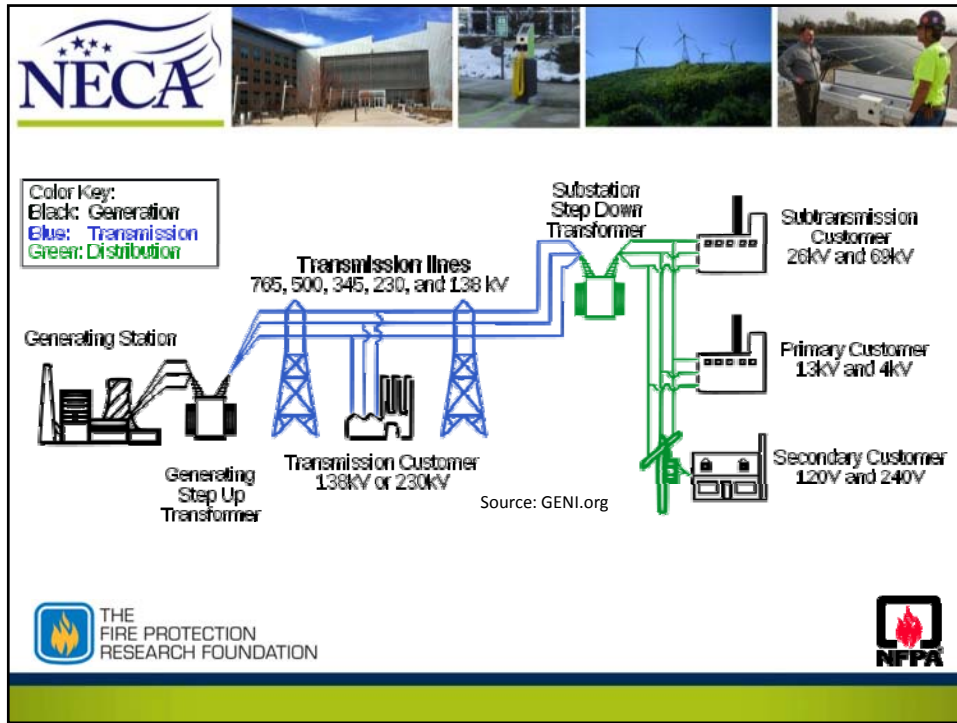 NECA
Color Key:
Black: Generation
Blue: Transmission
Green: Distribution
Substation
Step Down
Transformer
Subtransmission
Customer
26kV and 69kV
Transmission lines
765, 500, 345, 230, and 138 kV
Generating Station
Primary Customer
13kV and 4kV
Transmission Customer
138kV or 230kV
Generating
Step Up
Transformer
Secondary Customer
120V and 240V
Source: GENI.org
THE
FIRE PROTECTION
RESEARCH FOUNDATION
NFPA®